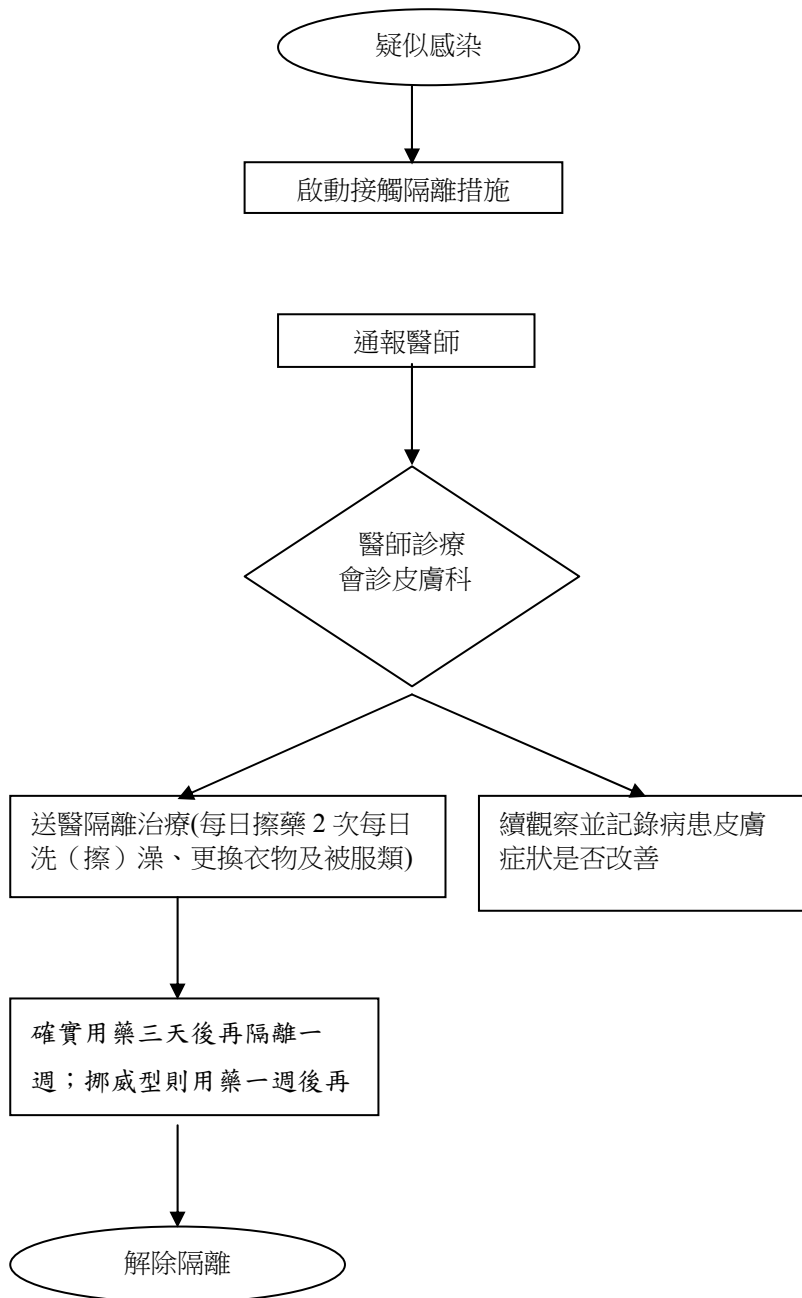 疑似感染
啟動接觸隔離措施
通報醫師
醫師診療
會診皮膚科
送醫隔離治療(每日擦藥 2 次每日
洗（擦）澡、更換衣物及被服類)
續觀察並記錄病患皮膚
症狀是否改善
確實用藥三天後再隔離一
週；挪威型則用藥一週後再
解除隔離